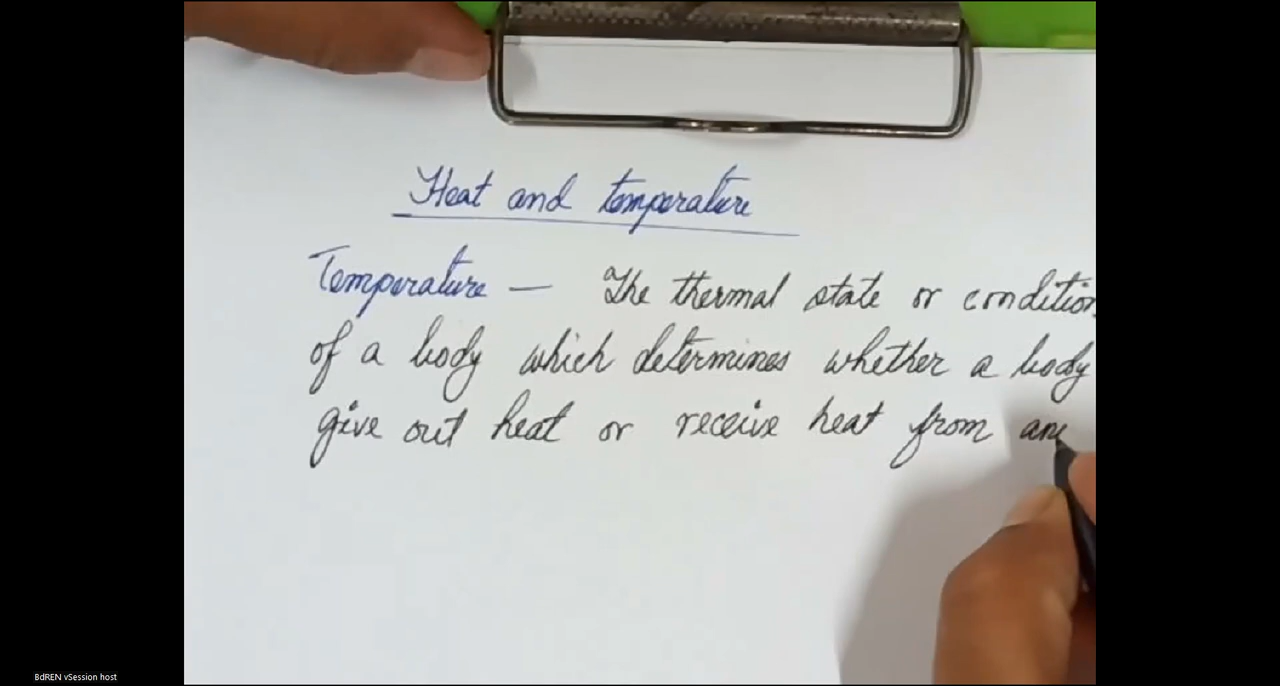 Heat and temperature
Temperature — The thermal state or condition
of a body which determines whether a body
give out heat or receive heat from an
BdREN vSession host